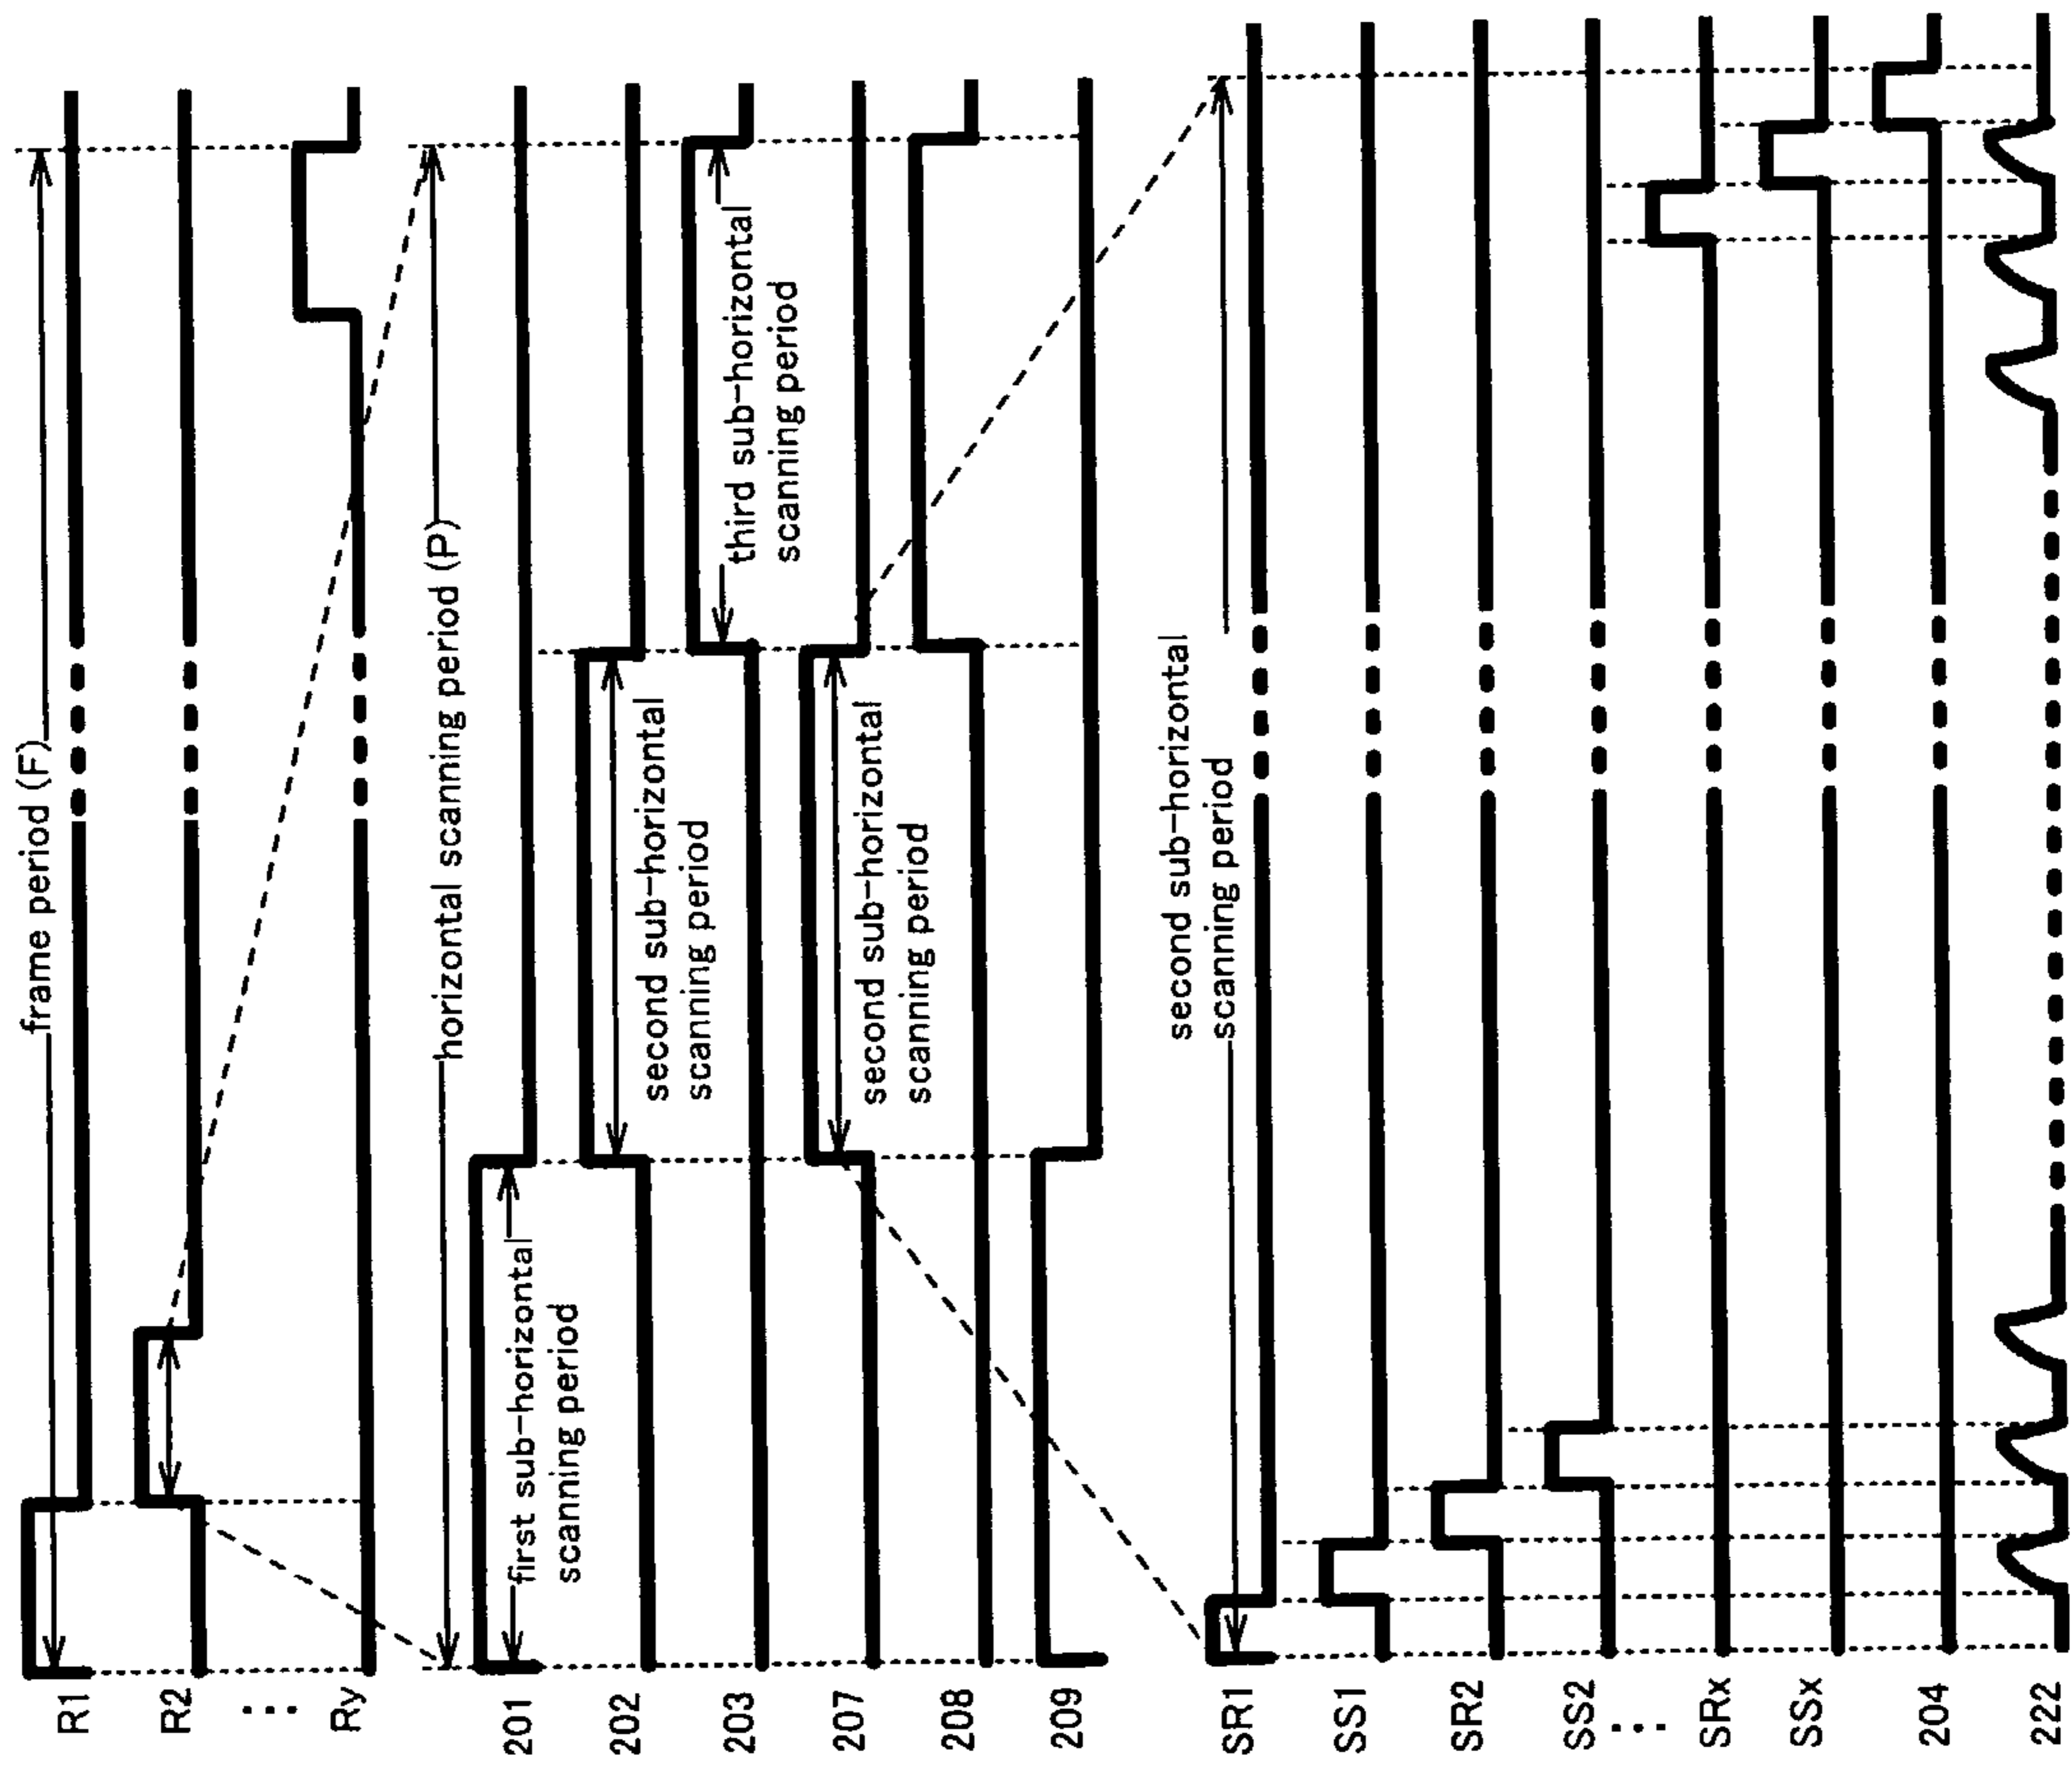 frame period (F)
R1
R2
⋮
Ry
horizontal scanning period (P)
201
first sub-horizontal
scanning period
202
second sub-horizontal
scanning period
203
third sub-horizontal
scanning period
207
second sub-horizontal
scanning period
208
209
second sub-horizontal
scanning period
SR1
SS1
SR2
SS2
⋮
SRx
SSx
204
222